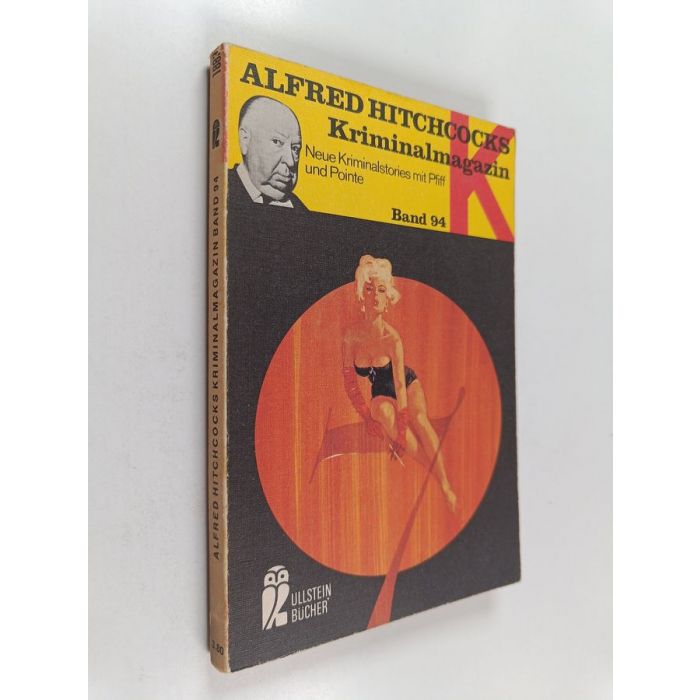 ALFRED HITCHCOCKS
Kriminalmagazin
K
Neue Kriminalstories mit Pfiff
und Pointe
Band 94
ULLSTEIN
BÜCHER
ALFRED HITCHCOCKS KRIMINALMAGAZIN BAND 94